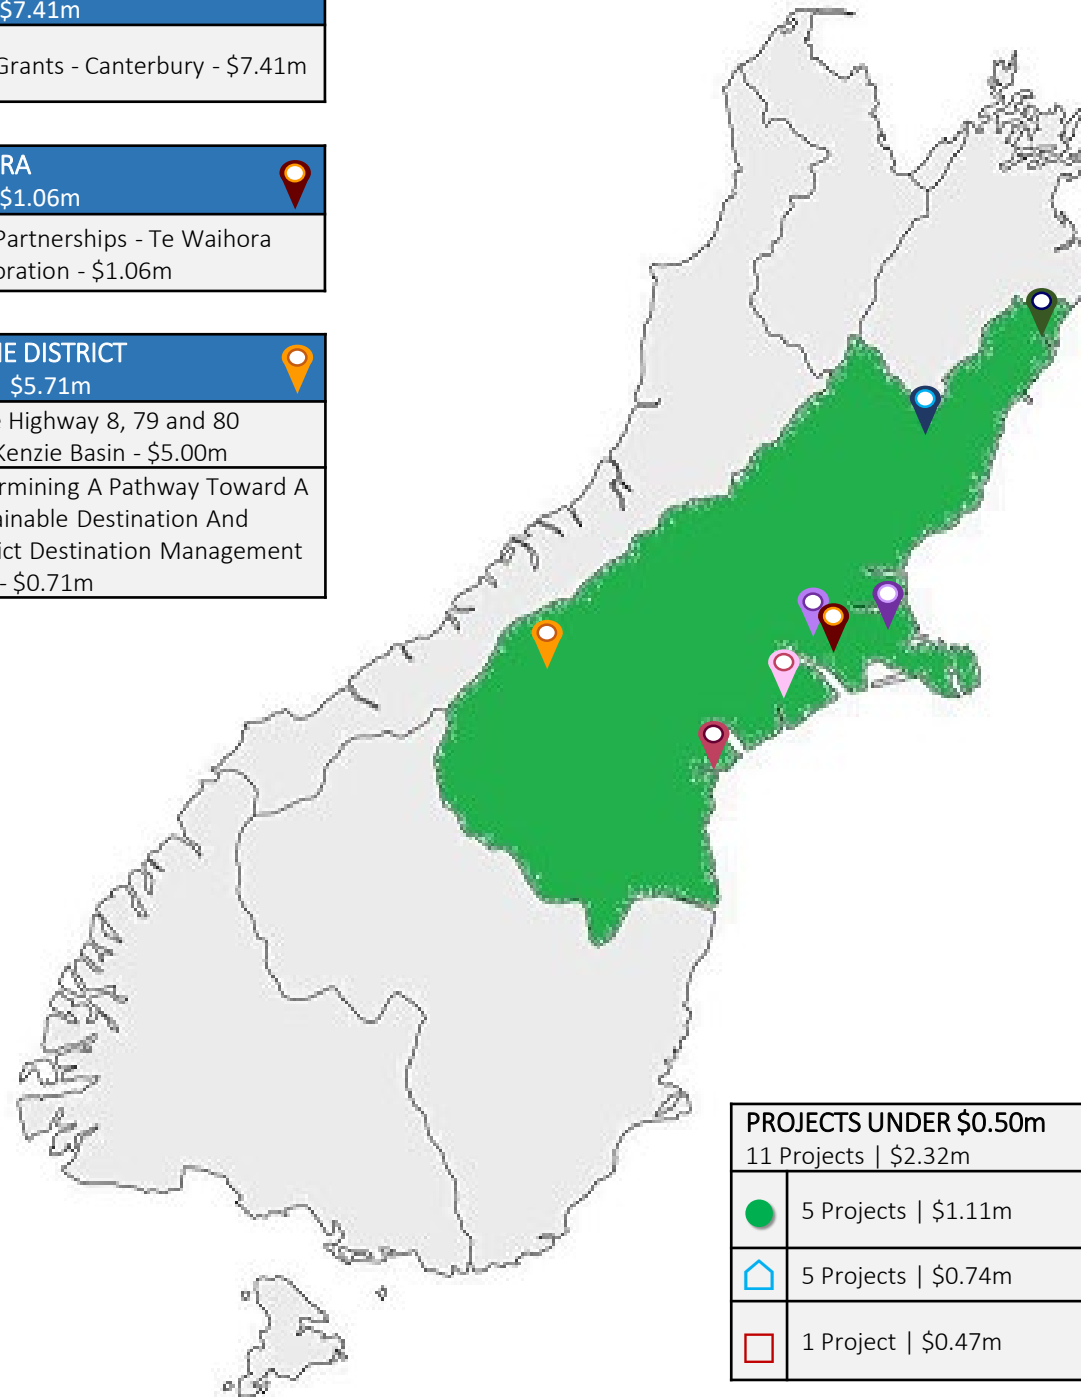 $7.41m
Grants - Canterbury - $7.41m
RA
$1.06m
Partnerships - Te Waihora
oration - $1.06m
IE DISTRICT
$5.71m
e Highway 8, 79 and 80
Kenzie Basin - $5.00m
rmining A Pathway Toward A
ainable Destination And
ict Destination Management
- $0.71m
PROJECTS UNDER $0.50m
11 Projects | $2.32m
5 Projects | $1.11m
5 Projects | $0.74m
1 Project | $0.47m